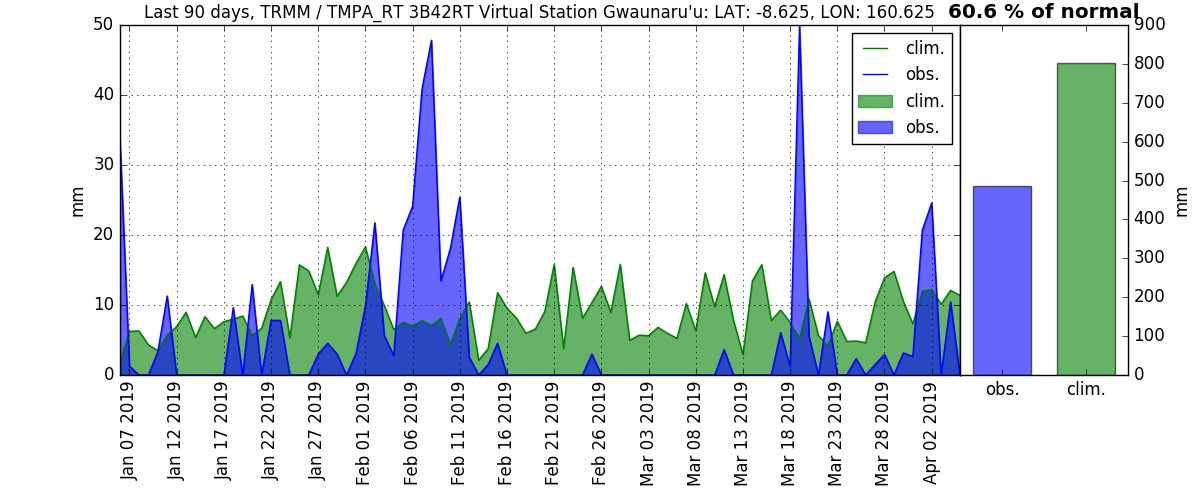 Last 90 days, TRMM / TMPA_RT 3B42RT Virtual Station Gwaunaru'u: LAT: -8.625, LON: 160.625 60.6 % of normal
50
40
30
20
10
0
mm
clim.
obs.
clim.
obs.
900
800
700
600
500
400
300
200
100
0
mm
obs. clim.
Jan 07 2019
Jan 12 2019
Jan 17 2019
Jan 22 2019
Jan 27 2019
Feb 01 2019
Feb 06 2019
Feb 11 2019
Feb 16 2019
Feb 21 2019
Feb 26 2019
Mar 03 2019
Mar 08 2019
Mar 13 2019
Mar 18 2019
Mar 23 2019
Mar 28 2019
Apr 02 2019